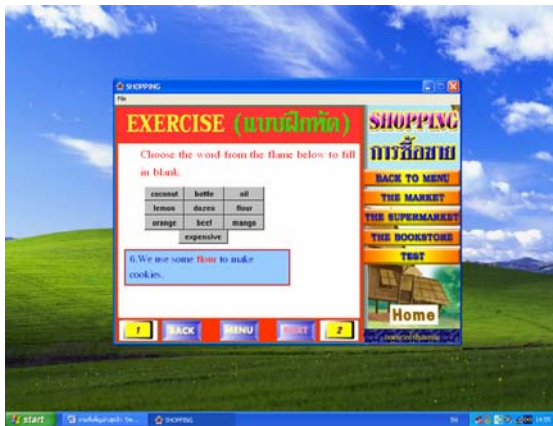 SHOPPING
File
EXERCISE (แบบฝึกหัด)
Choose the word from the flame below to fill
in blank.
coconut bottle oil
lemon dozen flour
orange beef mango
expensive
6.We use some flour to make
cookies.
1 BACK MENU NEXT 2
SHOPPING
การซื้อขาย
BACK TO MENU
THE MARKET
THE SUPERMARKET
THE BOOKSTORE
TEST
Home
start
SHOPPING
14:55